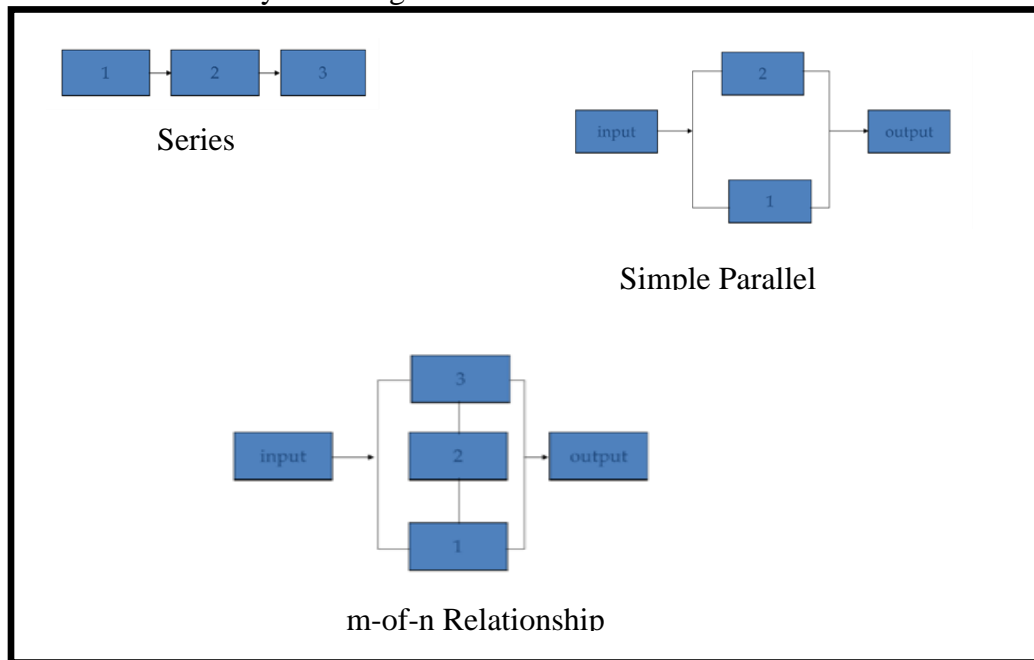 1
2
3
Series
2
input
output
1
Simple Parallel
3
input
2
output
1
m-of-n Relationship